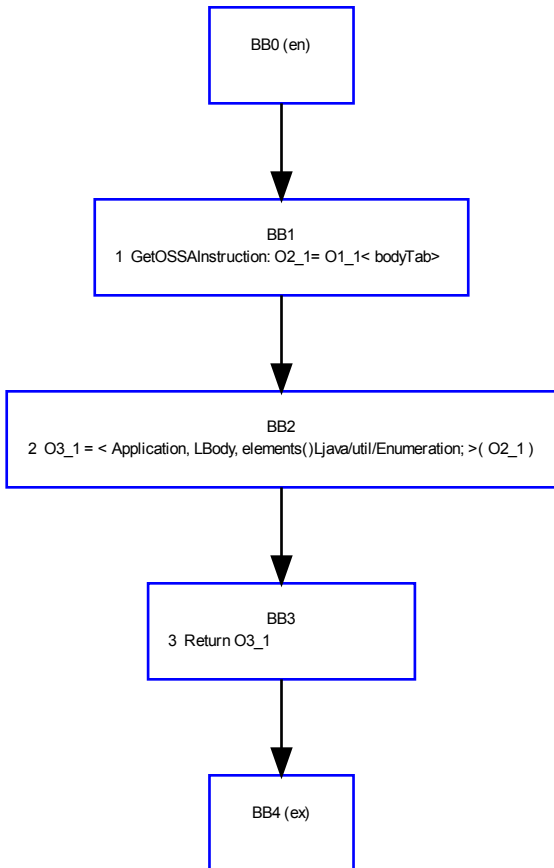 BB0 (en)
BB1
1 GetOSSAInstruction: O2_1= O1_1< bodyTab>
BB2
2 O3_1 = < Application, LBody, elements()Ljava/util/Enumeration; >( O2_1 )
BB3
3 Return O3_1
BB4 (ex)